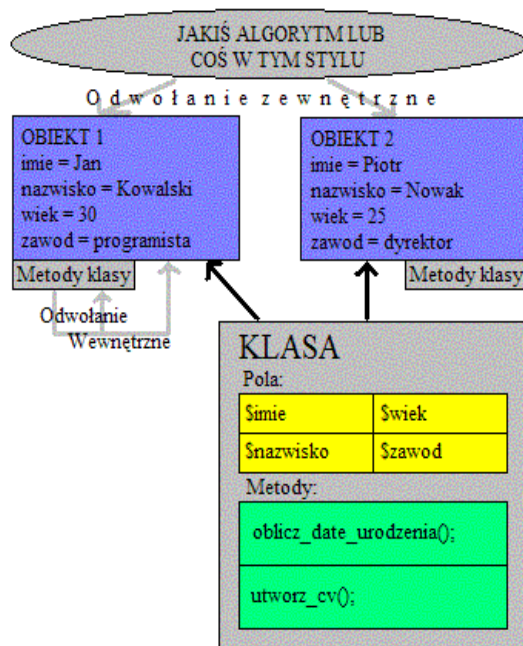 JAKIŚ ALGORYTM LUB
COŚ W TYM STYLU
Odwołanie zewnętrzne
OBIEKT 1
imie = Jan
nazwisko = Kowalski
wiek = 30
zawod = programista
Metody klasy
Odwołanie
Wewnętrzne
OBIEKT 2
imie = Piotr
nazwisko = Nowak
wiek = 25
zawod = dyrektor
Metody klasy
KLASA
Pola:
$imie $wiek
$nazwisko $zawod
Metody:
oblicz_date_urodzenia();
utworz_cv();